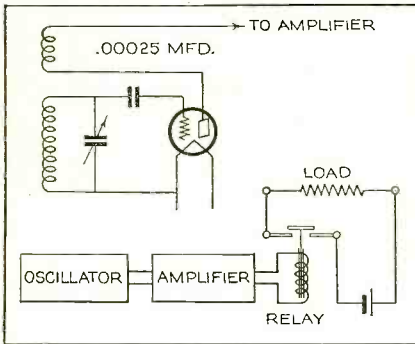 TO AMPLIFIER
.00025 MFD.
LOAD
OSCILLATOR
AMPLIFIER
RELAY